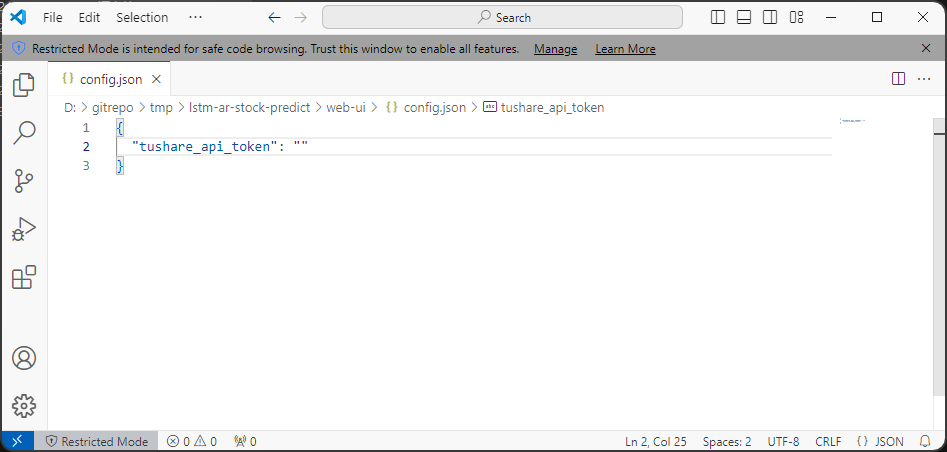 File Edit Selection ··· Search
Restricted Mode is intended for safe code browsing. Trust this window to enable all features. Manage Learn More
{} config.json
D: > gitrepo > tmp > lstm-ar-stock-predict > web-ui > {} config.json > abc tushare_api_token
1 {
2 "tushare_api_token": ""
3 }
Restricted Mode 0 0 0 Ln 2, Col 25 Spaces: 2 UTF-8 CRLF {} JSON